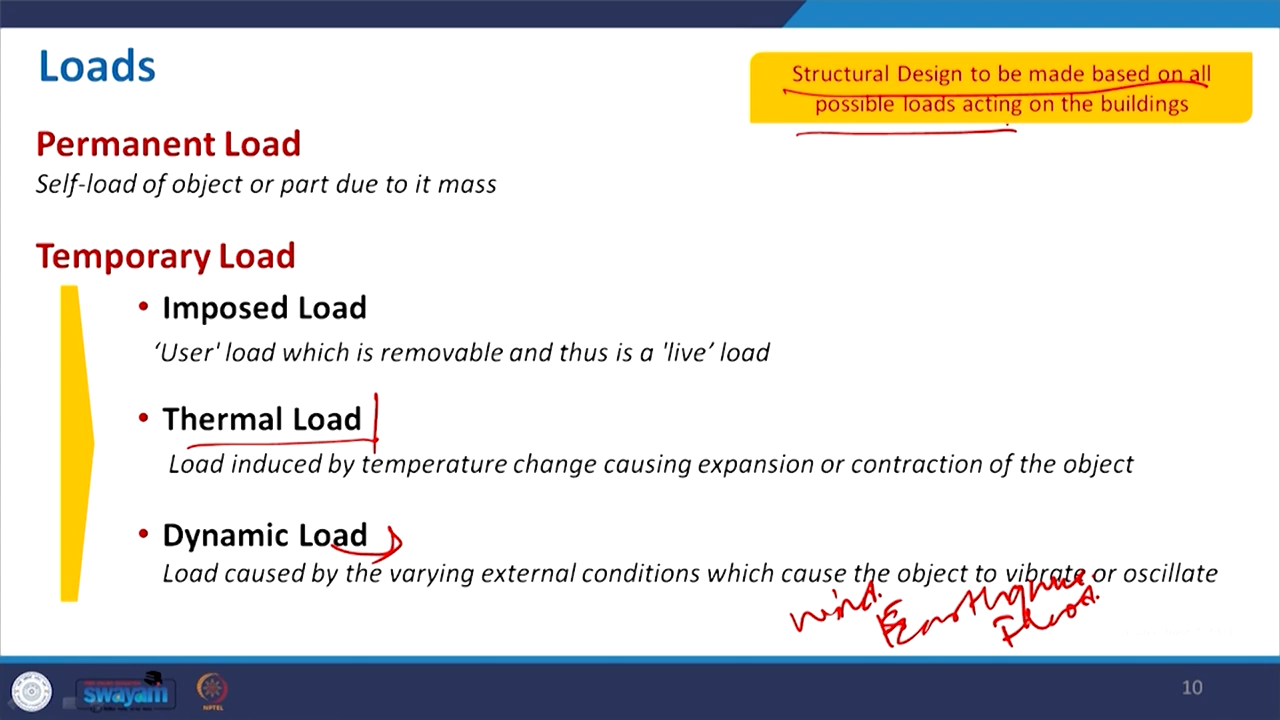 Loads
Structural Design to be made based on all
possible loads acting on the buildings
Permanent Load
Self-load of object or part due to it mass
Temporary Load
• Imposed Load
‘User' load which is removable and thus is a 'live’ load
• Thermal Load
Load induced by temperature change causing expansion or contraction of the object
• Dynamic Load
Load caused by the varying external conditions which cause the object to vibrate or oscillate
wind.
Earthquake.
Flood.
swayam
NPTEL
10